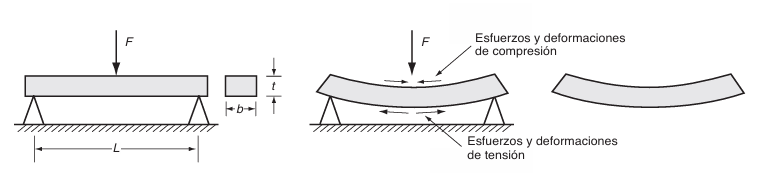 F
t
b
L
F
Esfuerzos y deformaciones
de compresión
Esfuerzos y deformaciones
de tensión